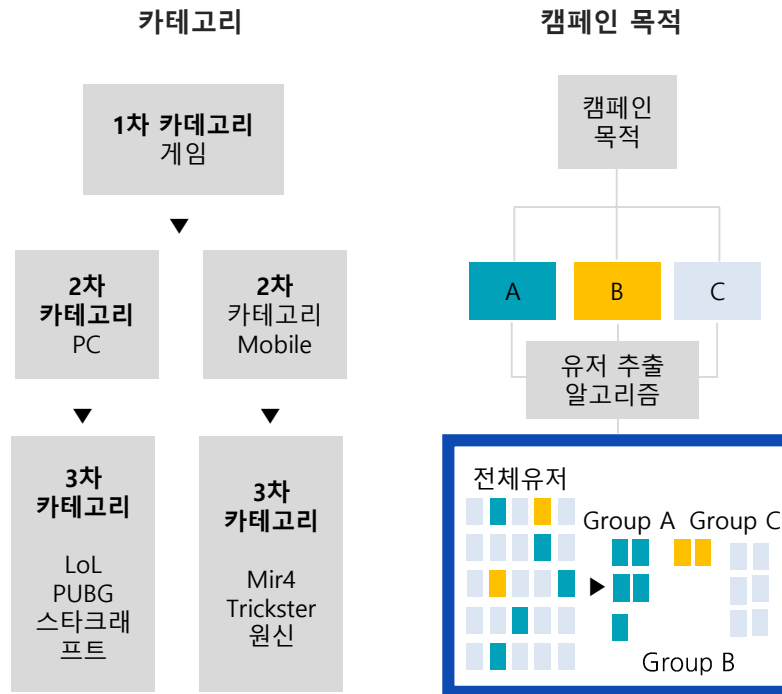 카테고리
1차 카데고리
게임
2차
카테고리
PC
2차
카테고리
Mobile
3차
카테고리
LoL
PUBG
스타크래
프트
3차
카테고리
Mir4
Trickster
원신
캠페인 목적
캠페인
목적
A
B
C
유저 추출
알고리즘
전체유저
Group A
Group C
Group B